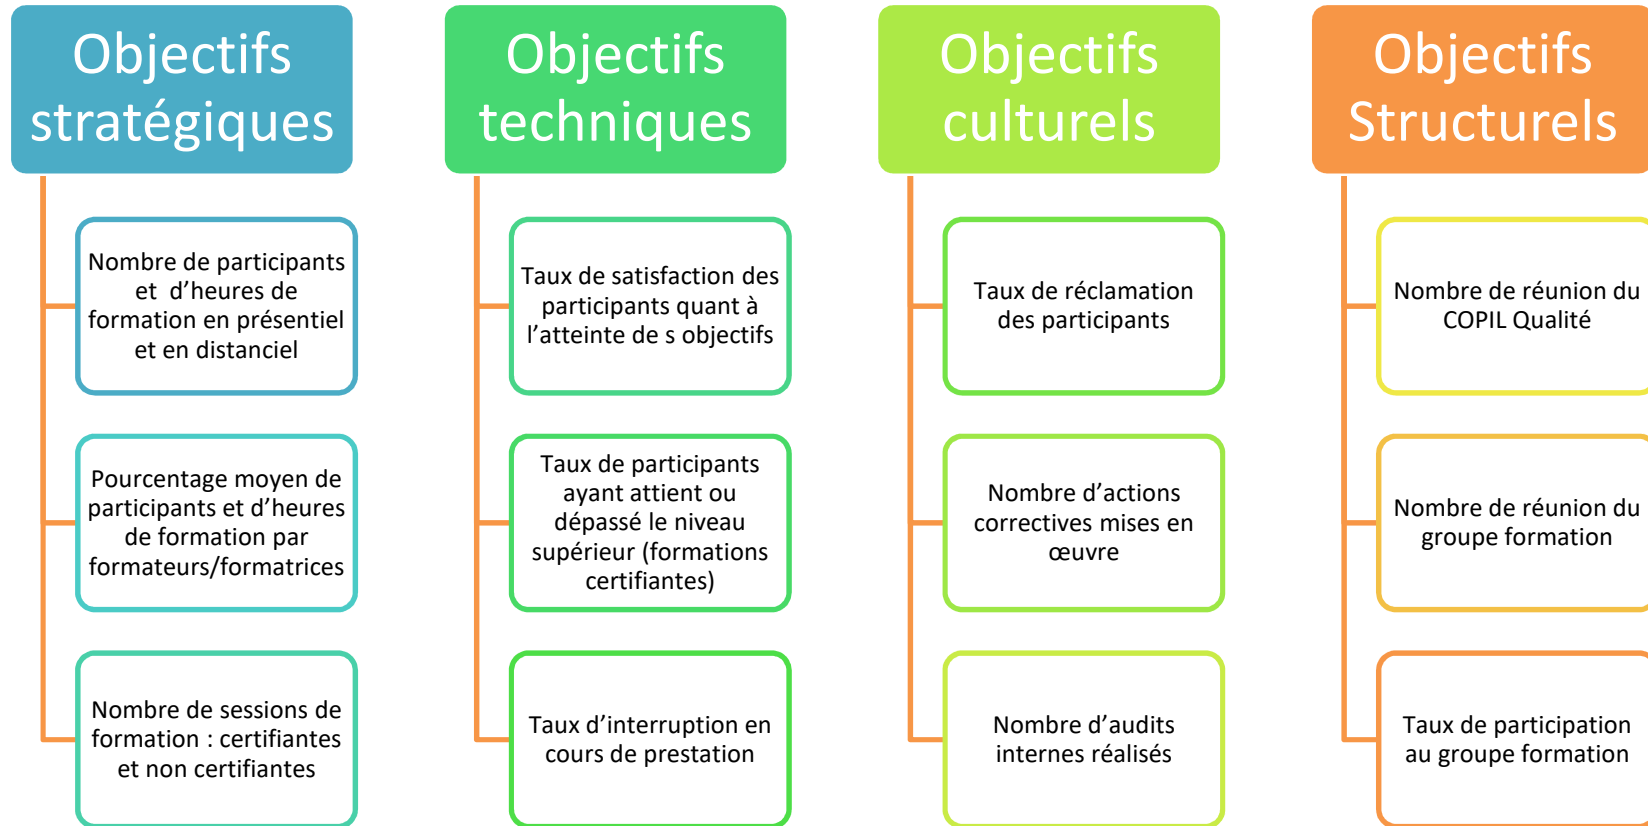 Objectifs
stratégiques
Nombre de participants
et  d’heures de
formation en présentiel
et en distanciel
Pourcentage moyen de
participants et d’heures
de formation par
formateurs/formatrices
Nombre de sessions de
formation : certifiantes
et non certifiantes
Objectifs
techniques
Taux de satisfaction des
participants quant à
l’atteinte de s objectifs
Taux de participants
ayant attient ou
dépassé le niveau
supérieur (formations
certifiantes)
Taux d’interruption en
cours de prestation
Objectifs
culturels
Taux de réclamation
des participants
Nombre d’actions
correctives mises en
œuvre
Nombre d’audits
internes réalisés
Objectifs
Structurels
Nombre de réunion du
COPIL Qualité
Nombre de réunion du
groupe formation
Taux de participation
au groupe formation